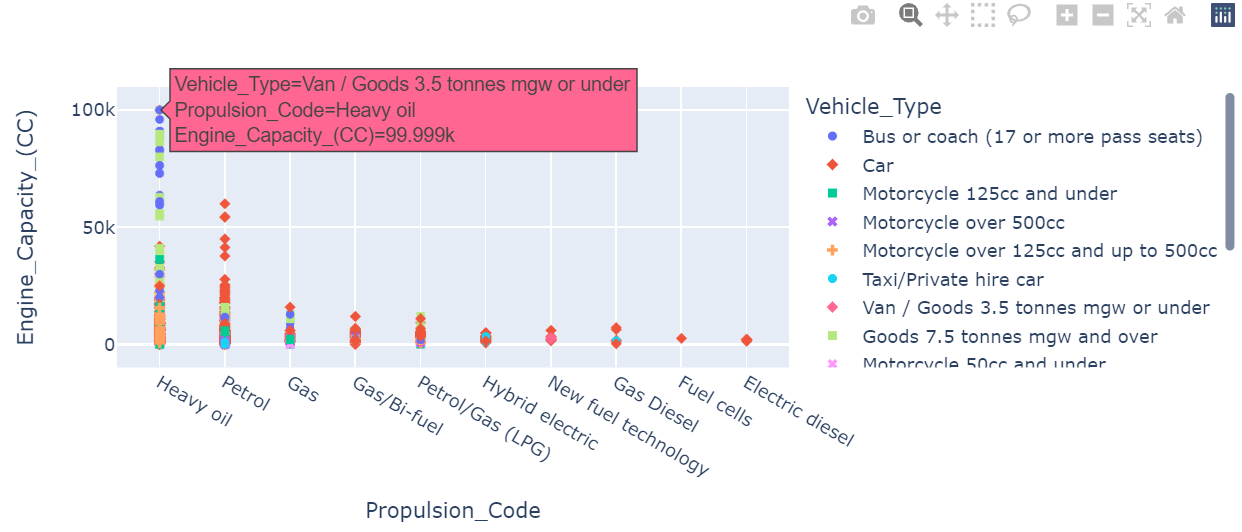 Vehicle_Type=Van / Goods 3.5 tonnes mgw or under
Propulsion_Code=Heavy oil
Engine_Capacity_(CC)=99.999k
Engine_Capacity_(CC)
100k
50k
0
Heavy oil
Petrol
Gas
Gas/Bi-fuel
Petrol/Gas (LPG)
Hybrid electric
New fuel technology
Gas Diesel
Fuel cells
Electric diesel
Propulsion_Code
Vehicle_Type
Bus or coach (17 or more pass seats)
Car
Motorcycle 125cc and under
Motorcycle over 500cc
Motorcycle over 125cc and up to 500cc
Taxi/Private hire car
Van / Goods 3.5 tonnes mgw or under
Goods 7.5 tonnes mgw and over
Motorcycle 50cc and under